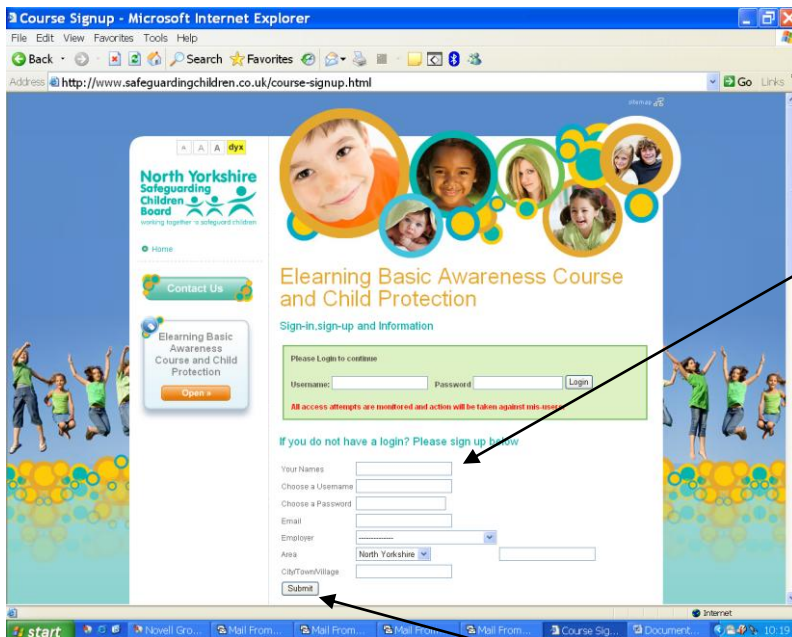 Course Signup - Microsoft Internet Explorer
File Edit View Favorites Tools Help
Back Search Favorites
Address http://www.safeguardingchildren.co.uk/course-signup.html Go Links
sitemap
A A A dyx
North Yorkshire
Safeguarding
Children
Board
working together to safeguard children
Home
Contact Us
Elearning Basic
Awareness
Course and Child
Protection
Open »
Elearning Basic Awareness Course
and Child Protection
Sign-in,sign-up and Information
Please Login to continue
Username: Password Login
All access attempts are monitored and action will be taken against mis-users.
If you do not have a login? Please sign up below
Your Names
Choose a Username
Choose a Password
Email
Employer -------------
Area North Yorkshire
City/Town/Village
Submit
Internet
start Novell Gro... Mail From... Mail From... Mail From... Mail From... Course Sig... Document... 10:19